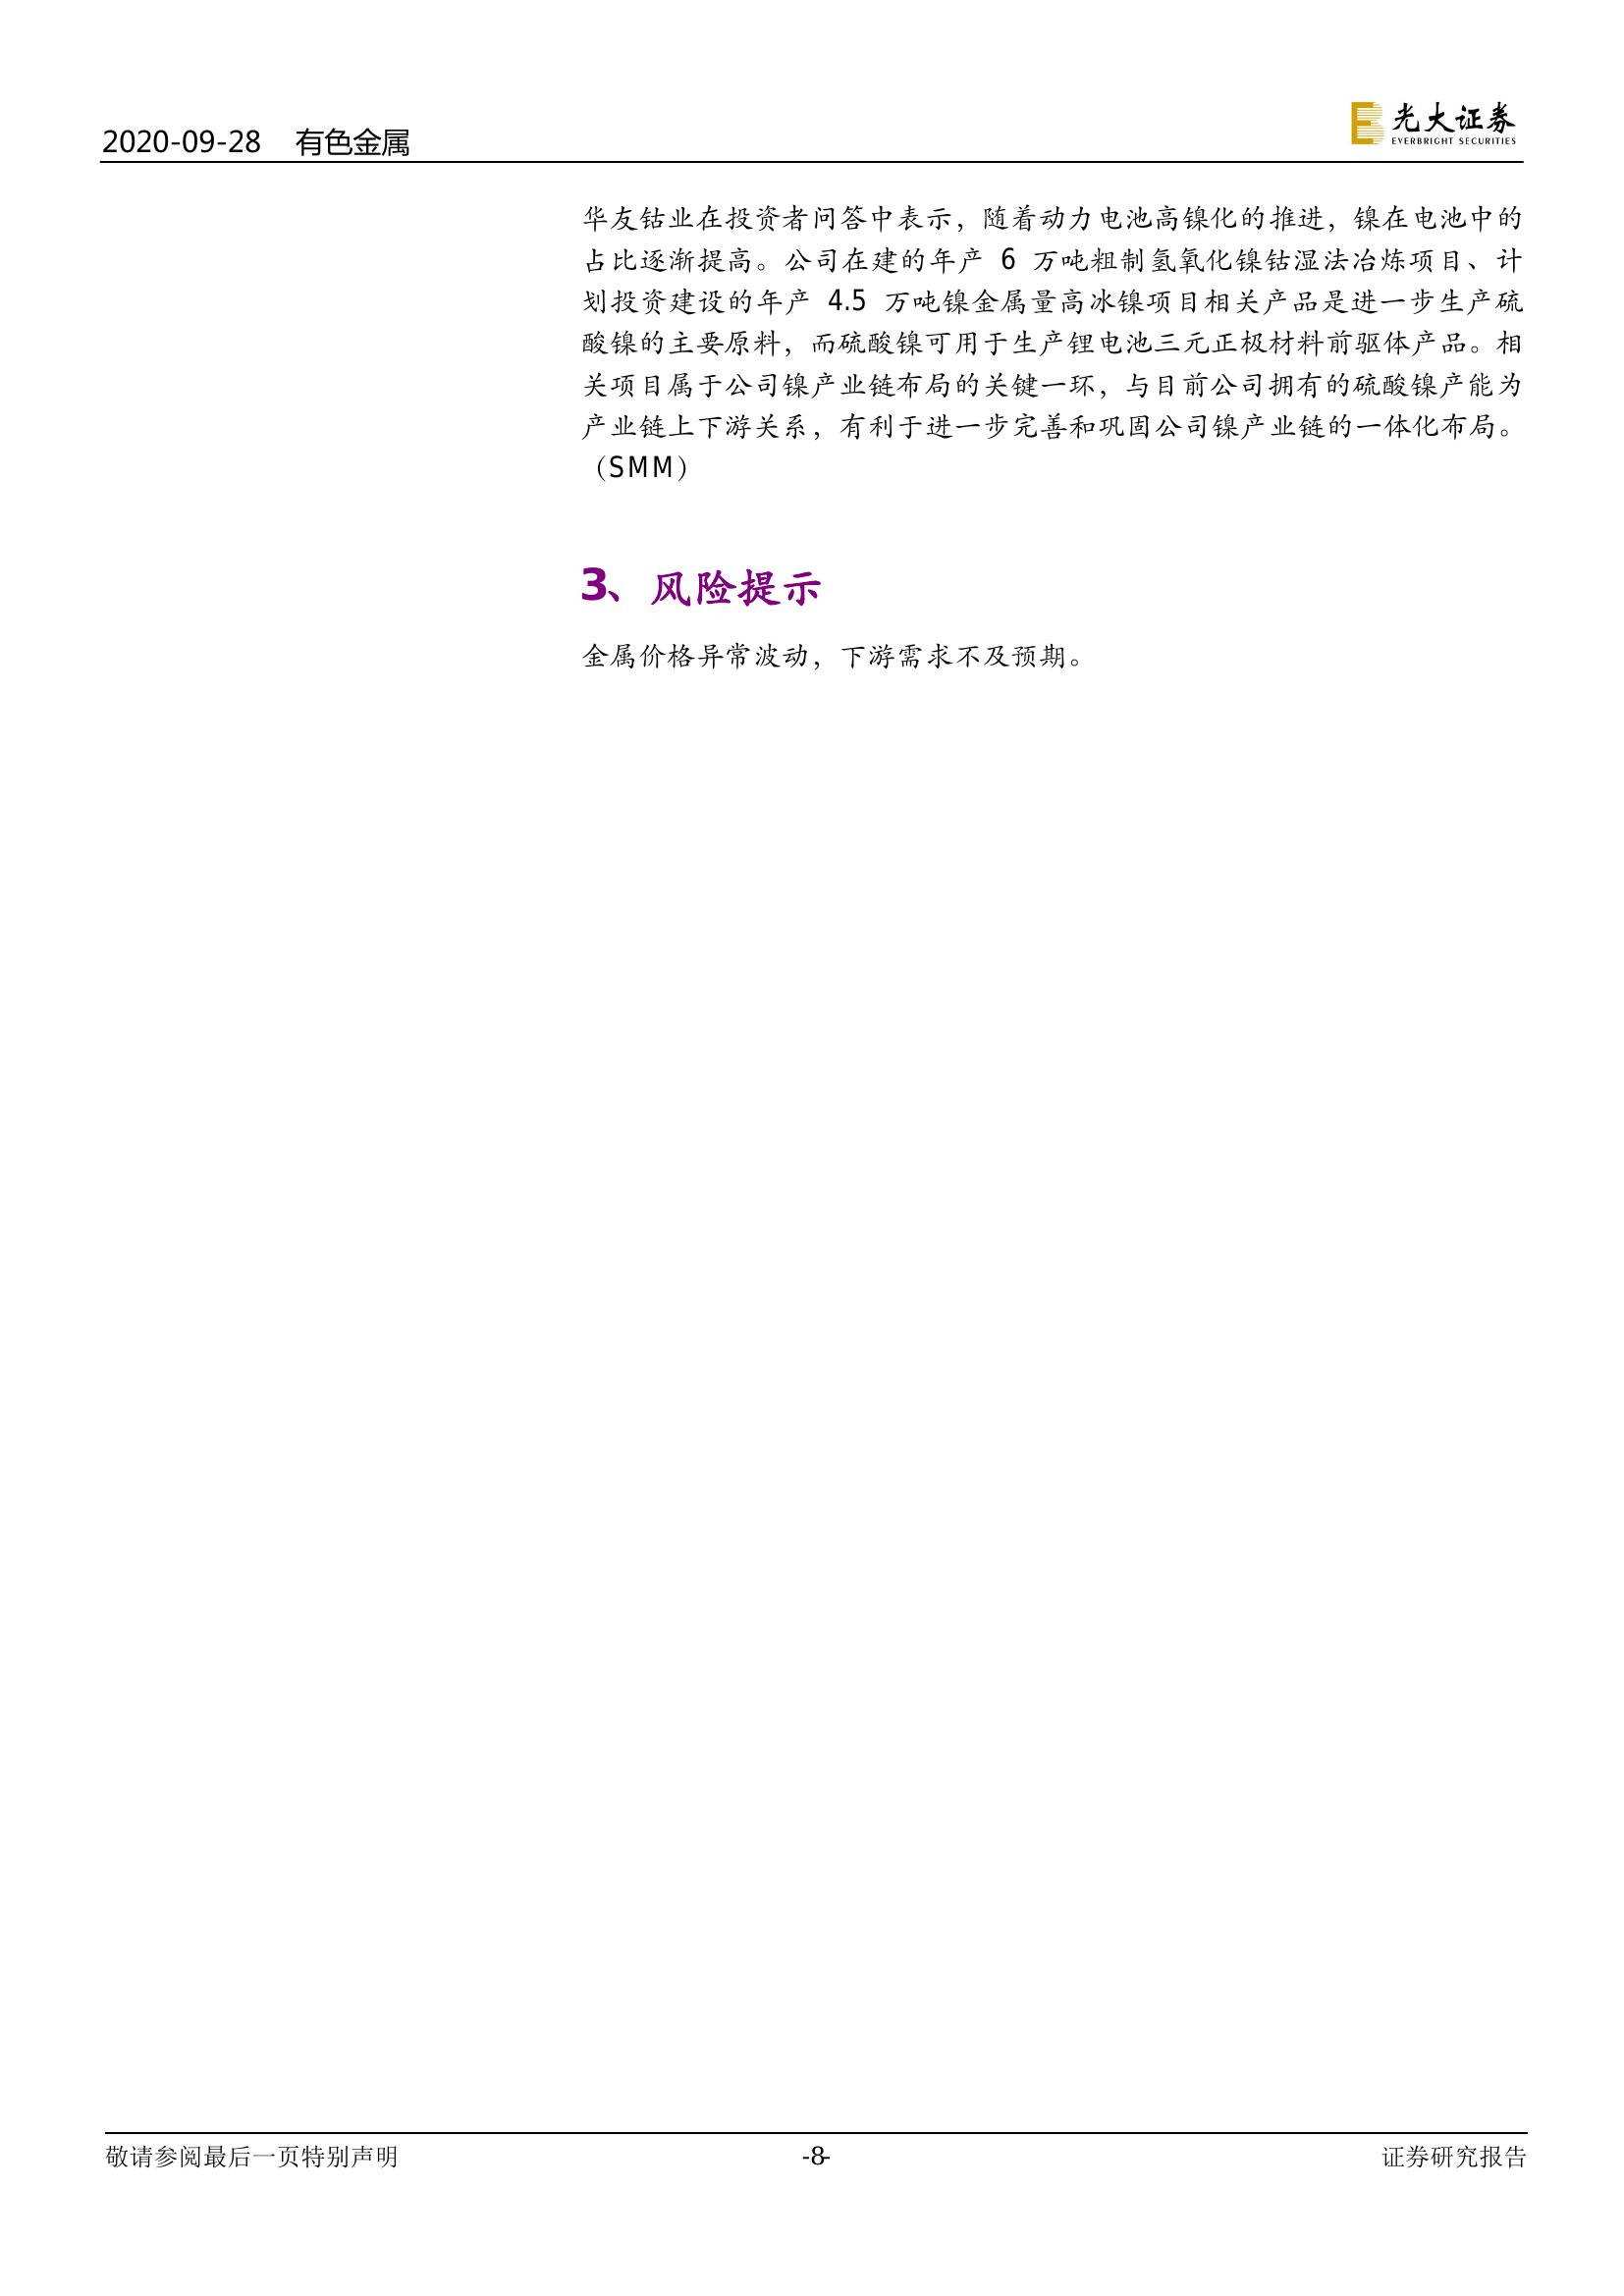 2020-09-28 有色金属
光大证券
EVERBRIGHT SECURITIES
华友钴业在投资者问答中表示，随着动力电池高镍化的推进，镍在电池中的
占比逐渐提高。公司在建的年产 6 万吨粗制氢氧化镍钴湿法冶炼项目、计
划投资建设的年产 4.5 万吨镍金属量高冰镍项目相关产品是进一步生产硫
酸镍的主要原料，而硫酸镍可用于生产锂电池三元正极材料前驱体产品。相
关项目属于公司镍产业链布局的关键一环，与目前公司拥有的硫酸镍产能为
产业链上下游关系，有利于进一步完善和巩固公司镍产业链的一体化布局。
（SMM）
3、风险提示
金属价格异常波动，下游需求不及预期。
敬请参阅最后一页特别声明
-8-
证券研究报告